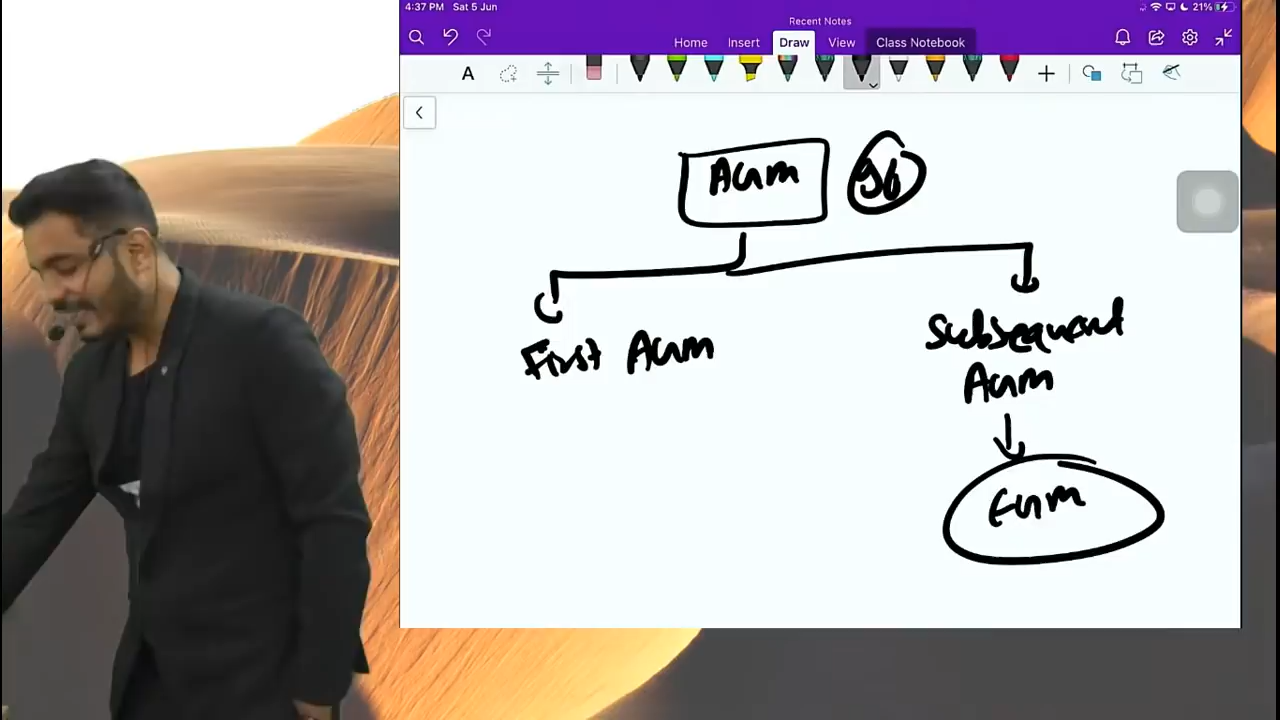 4:37 PM Sat 5 Jun
21%
Recent Notes
Home Insert Draw View Class Notebook
A
AGM 96
First AGM
Subsequent
AGM
EGM